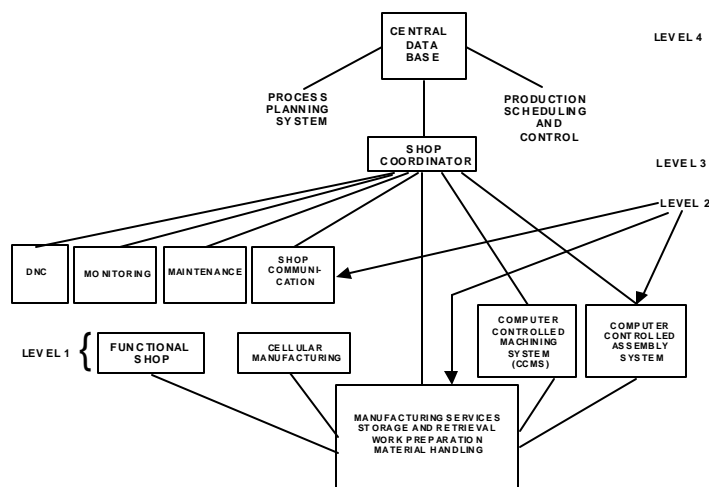 CENTRAL
DATA
BASE
LEVEL 4
PROCESS
PLANNING
SYSTEM
PRODUCTION
SCHEDULING
AND
CONTROL
SHOP
COORDINATOR
LEVEL 3
LEVEL 2
DNC
MONITORING
MAINTENANCE
SHOP
COMMUNI-
CATION
LEVEL 1
{
FUNCTIONAL
SHOP
CELLULAR
MANUFACTURING
COMPUTER
CONTROLLED
MACHINING
SYSTEM
(CCMS)
COMPUTER
CONTROLLED
ASSEMBLY
SYSTEM
MANUFACTURING SERVICES
STORAGE AND RETRIEVAL
WORK PREPARATION
MATERIAL HANDLING